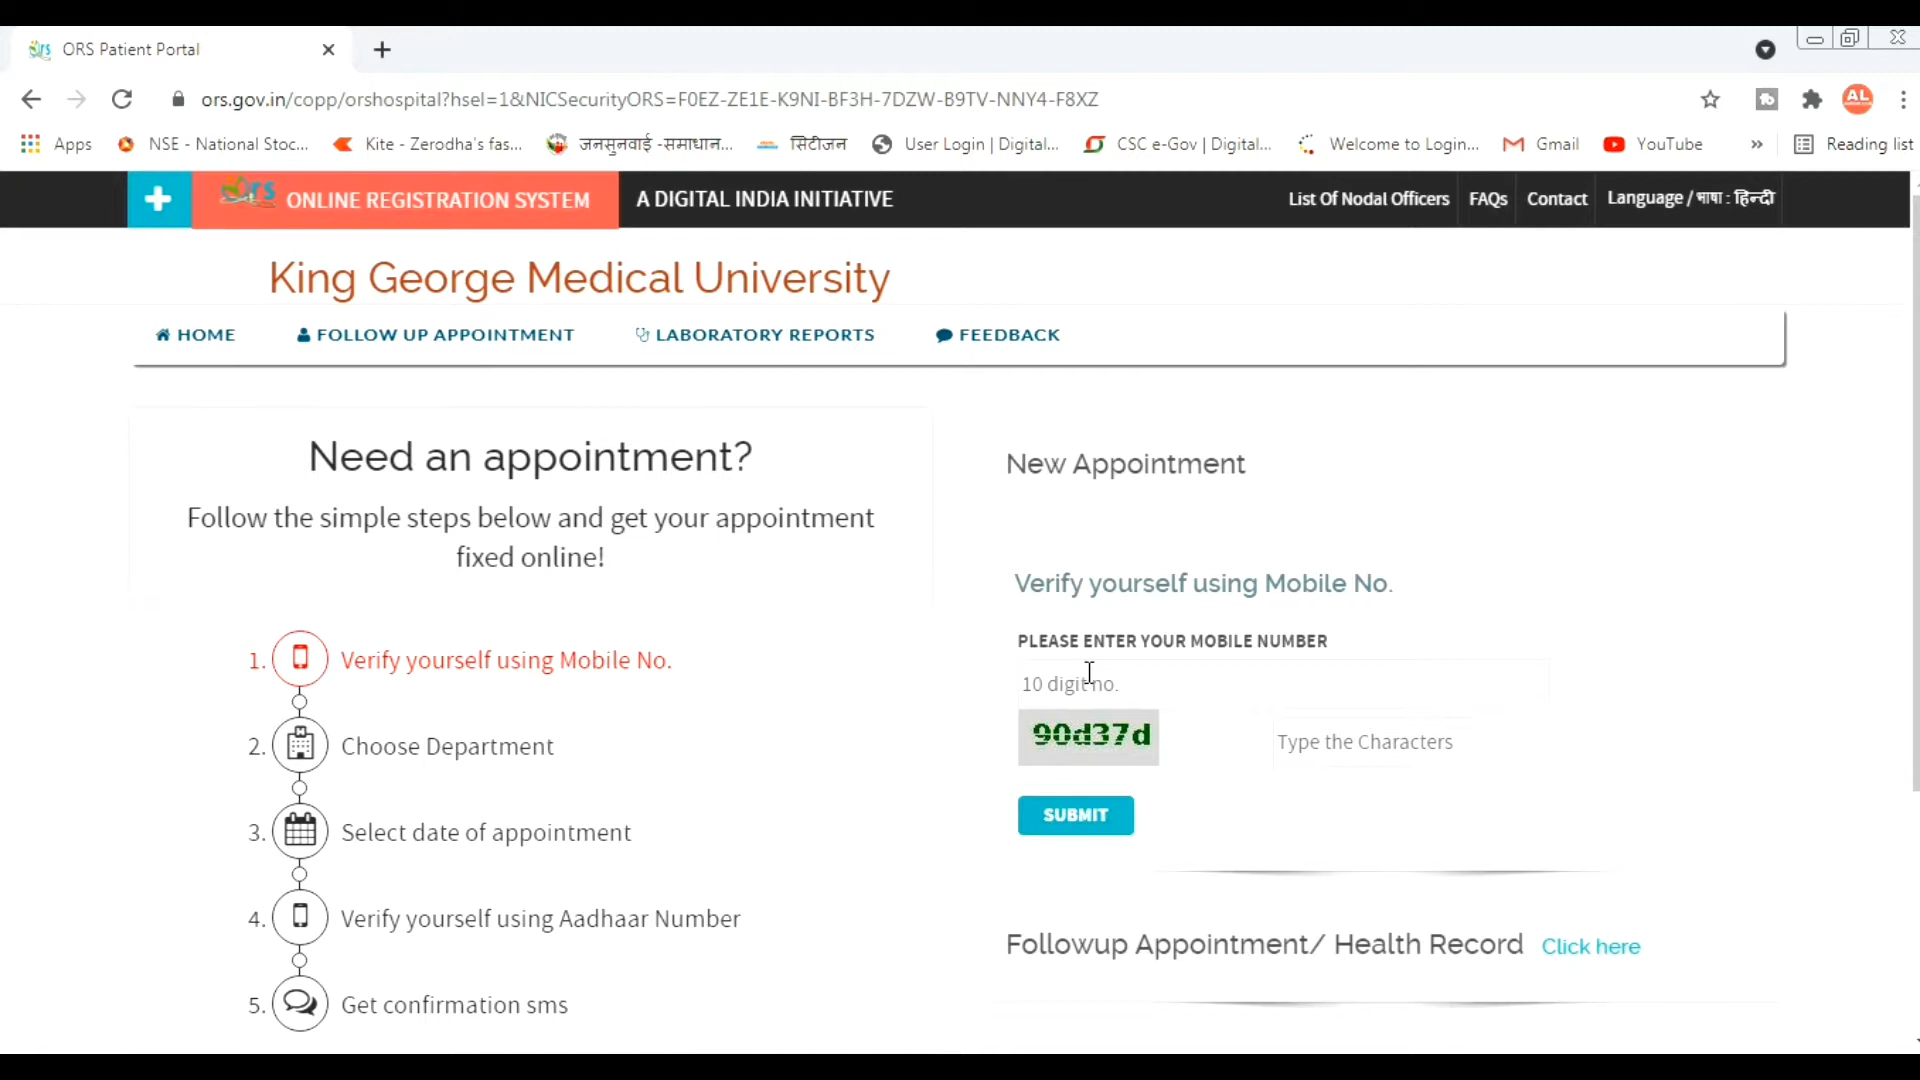 ORS Patient Portal
ors.gov.in/copp/orshospital?hsel=1&NICSecurityORS=F0EZ-ZE1E-K9NI-BF3H-7DZW-B9TV-NNY4-F8XZ
AL
Apps NSE - National Stoc... Kite - Zerodha's fas... जनसुनवाई -समाधान... सिटीजन User Login | Digital... CSC e-Gov | Digital... Welcome to Login... Gmail YouTube » Reading list
ors ONLINE REGISTRATION SYSTEM A DIGITAL INDIA INITIATIVE List Of Nodal Officers FAQs Contact Language / भाषा : हिन्दी
King George Medical University
HOME FOLLOW UP APPOINTMENT LABORATORY REPORTS FEEDBACK
Need an appointment?
Follow the simple steps below and get your appointment
fixed online!
1. Verify yourself using Mobile No.
2. Choose Department
3. Select date of appointment
4. Verify yourself using Aadhaar Number
5. Get confirmation sms
New Appointment
Verify yourself using Mobile No.
PLEASE ENTER YOUR MOBILE NUMBER
10 digit no.
90d37d Type the Characters
SUBMIT
Followup Appointment/ Health Record Click here